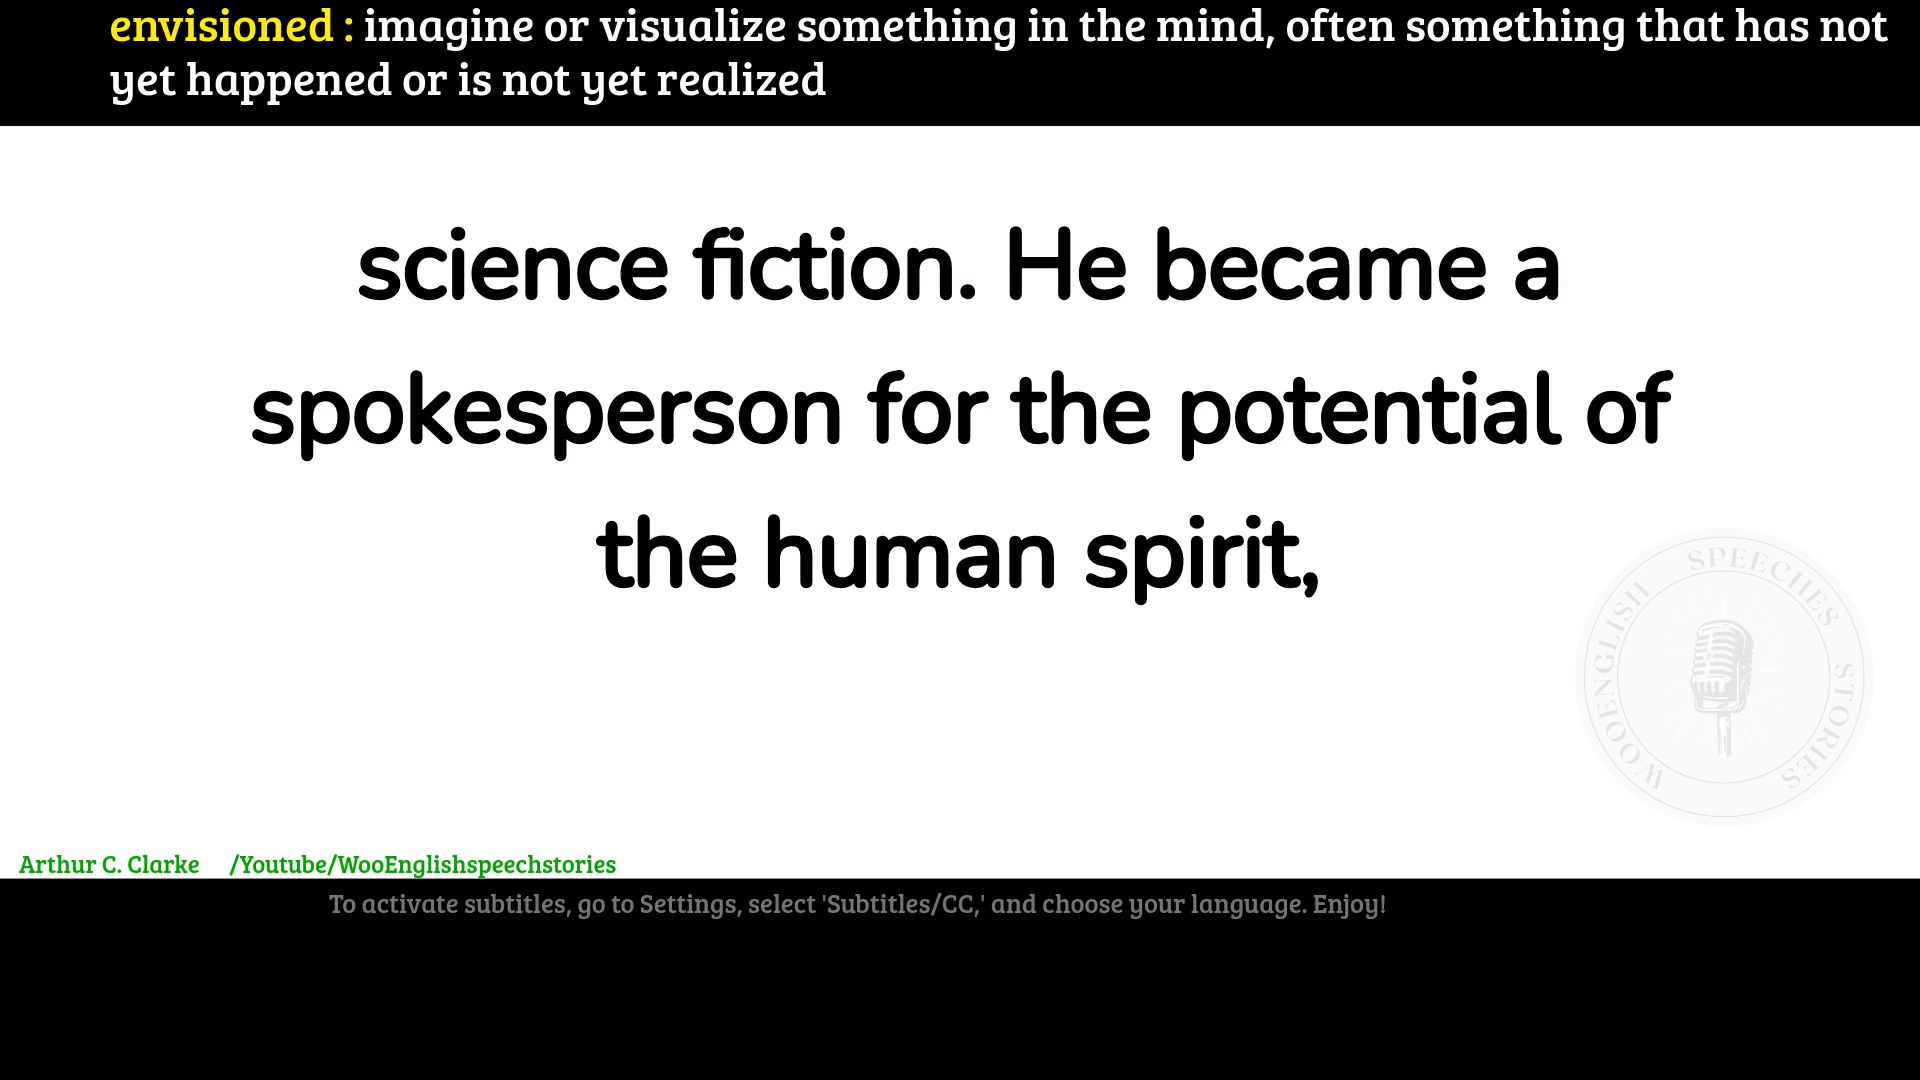 envisioned : imagine or visualize something in the mind, often something that has not
yet happened or is not yet realized
science fiction. He became a
spokesperson for the potential of
the human spirit,
WOOENGLISH SPEECHES STORIES
Arthur C. Clarke /Youtube/WooEnglishspeechstories
To activate subtitles, go to Settings, select 'Subtitles/CC,' and choose your language. Enjoy!